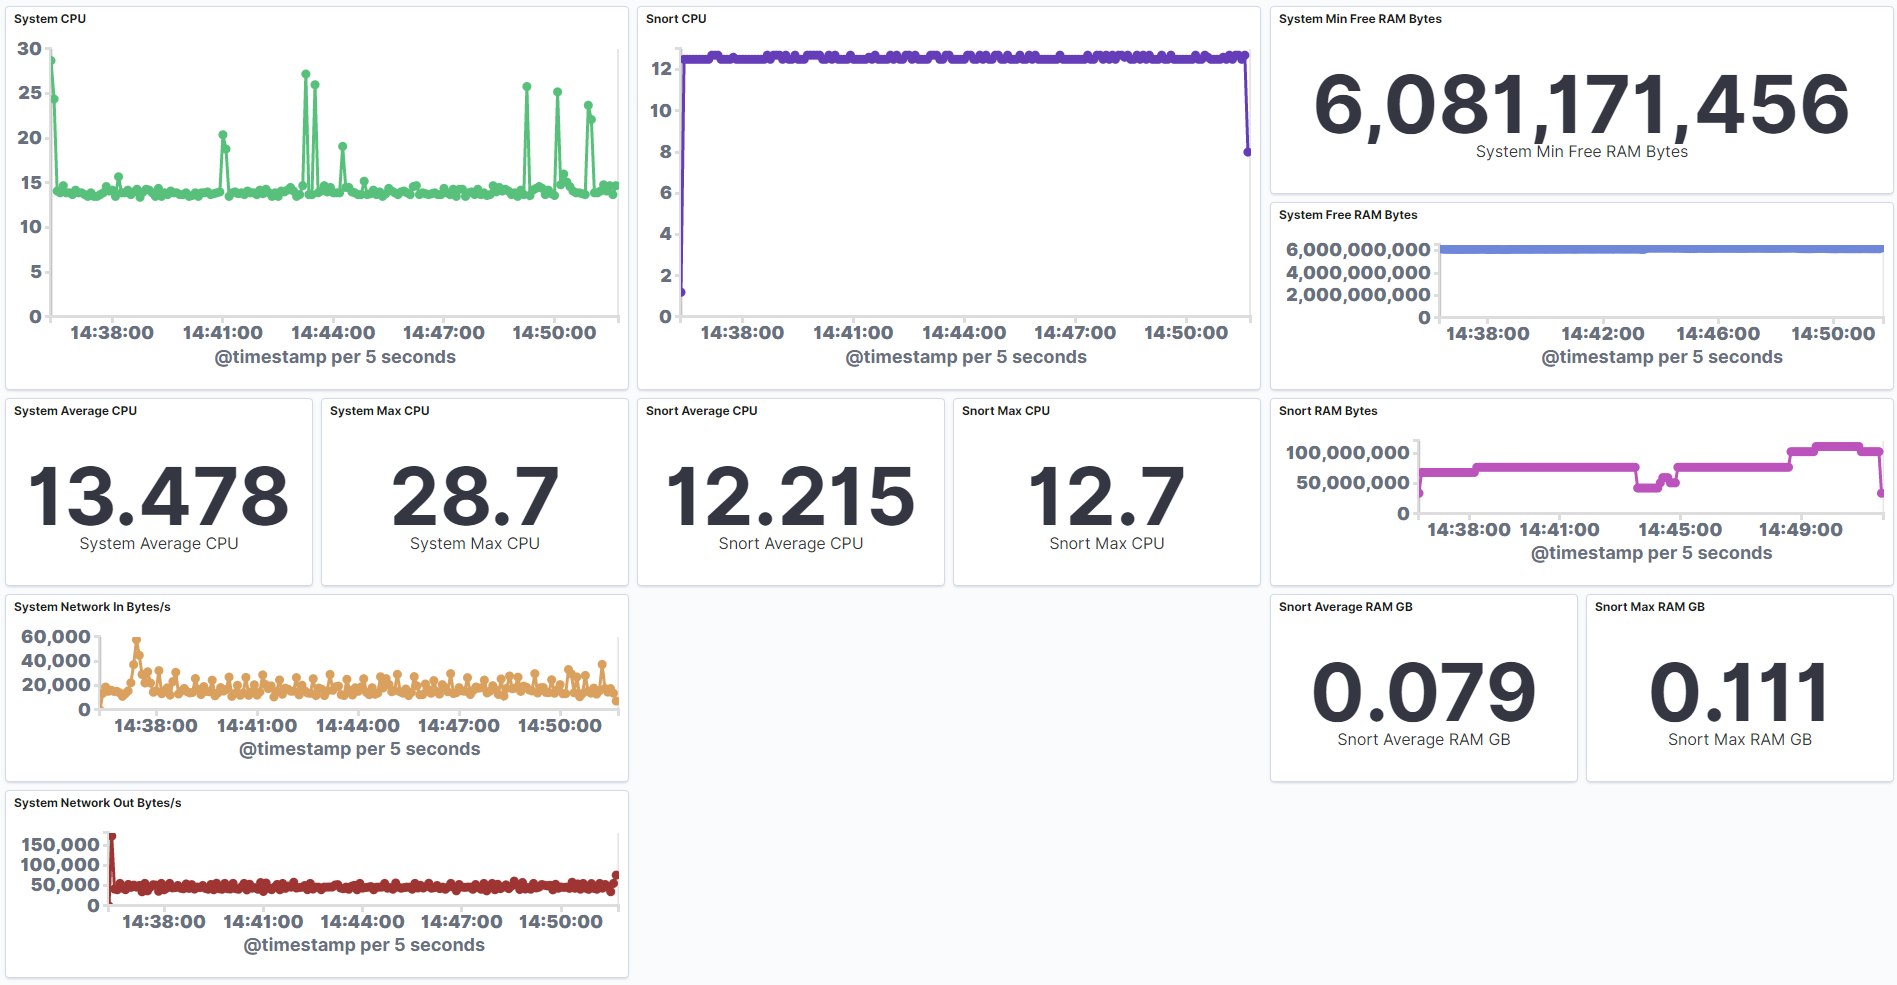 System CPU
30
25
20
15
10
5
0
14:38:00 14:41:00 14:44:00 14:47:00 14:50:00
@timestamp per 5 seconds
Snort CPU
12
10
8
6
4
2
0
14:38:00 14:41:00 14:44:00 14:47:00 14:50:00
@timestamp per 5 seconds
System Min Free RAM Bytes
6,081,171,456
System Min Free RAM Bytes
System Free RAM Bytes
6,000,000,000
4,000,000,000
2,000,000,000
0
14:38:00 14:42:00 14:46:00 14:50:00
@timestamp per 5 seconds
System Average CPU
13.478
System Average CPU
System Max CPU
28.7
System Max CPU
Snort Average CPU
12.215
Snort Average CPU
Snort Max CPU
12.7
Snort Max CPU
Snort RAM Bytes
100,000,000
50,000,000
0
14:38:00 14:41:00 14:45:00 14:49:00
@timestamp per 5 seconds
System Network In Bytes/s
60,000
40,000
20,000
0
14:38:00 14:41:00 14:44:00 14:47:00 14:50:00
@timestamp per 5 seconds
Snort Average RAM GB
0.079
Snort Average RAM GB
Snort Max RAM GB
0.111
Snort Max RAM GB
System Network Out Bytes/s
150,000
100,000
50,000
0
14:38:00 14:41:00 14:44:00 14:47:00 14:50:00
@timestamp per 5 seconds